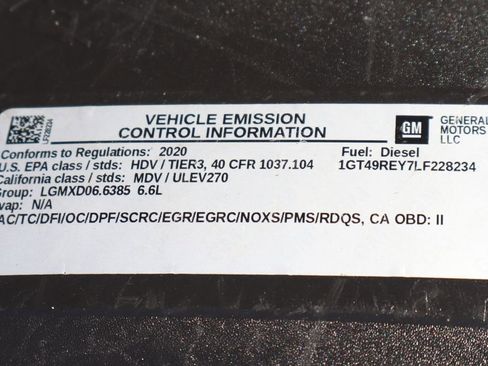 VEHICLE EMISSION
CONTROL INFORMATION
GM
GENERAL
MOTORS
LLC
LF228234
Conforms to Regulations: 2020
Fuel: Diesel
U.S. EPA class / stds: HDV / TIER3, 40 CFR 1037.104
1GT49REY7LF228234
California class / stds: MDV / ULEV270
Group: LGMXD06.6385 6.6L
vap: N/A
AC/TC/DFI/OC/DPF/SCRC/EGR/EGRC/NOXS/PMS/RDQS, CA OBD: II